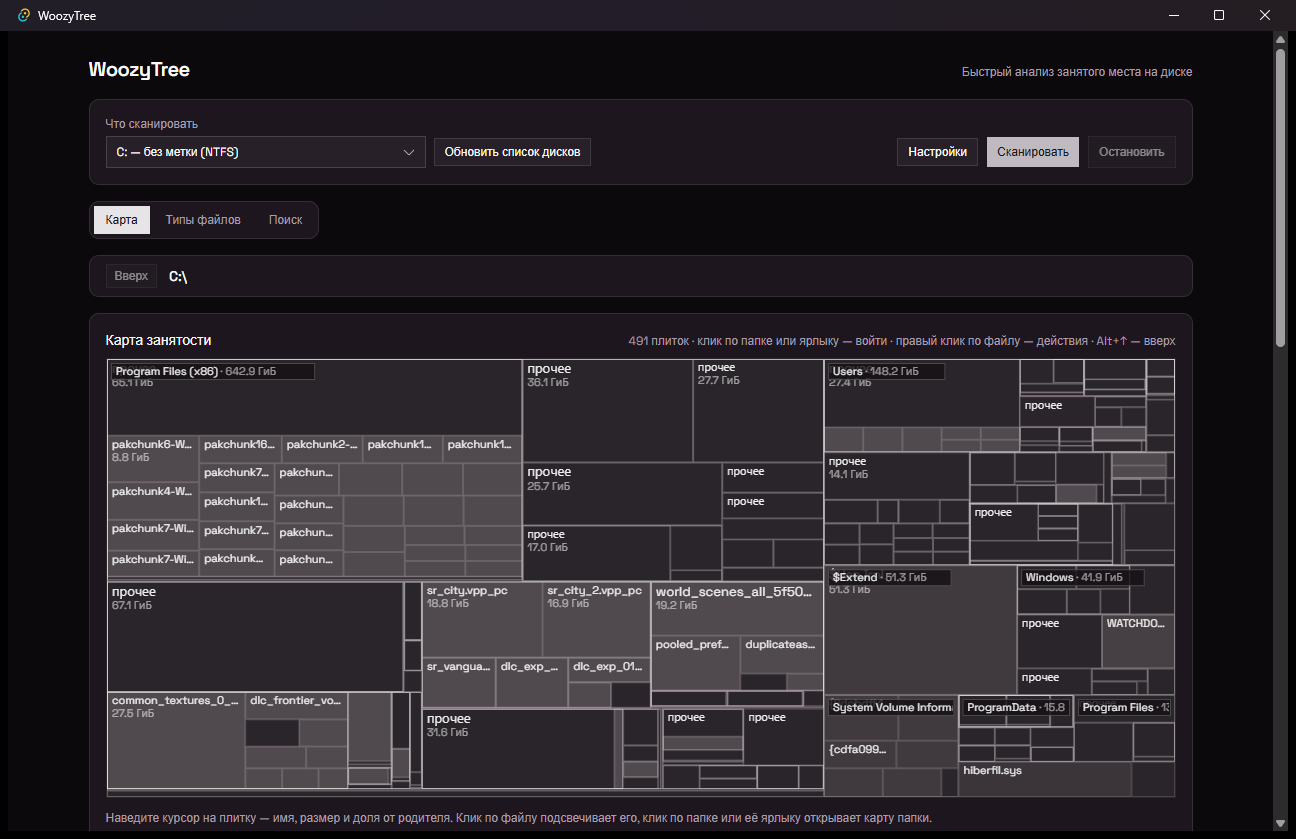 WoozyTree
WoozyTree
Быстрый анализ занятого места на диске
Что сканировать
C: — без метки (NTFS)
Обновить список дисков
Настройки
Сканировать
Остановить
Карта
Типы файлов
Поиск
Вверх
C:\
Карта занятости
491 плиток · клик по папке или ярлыку — войти · правый клик по файлу — действия · Alt+↑ — вверх
Program Files (x86) · 642.9 ГиБ
65.1 ГиБ
прочее
36.1 ГиБ
прочее
27.7 ГиБ
Users · 148.2 ГиБ
27.4 ГиБ
прочее
pakchunk6-W...
8.8 ГиБ
pakchunk16...
pakchunk2-...
pakchunk1...
pakchunk1...
pakchunk7...
pakchun...
pakchunk4-W...
pakchunk1...
pakchun...
pakchunk7-Wi...
pakchunk7...
pakchun...
pakchunk7-Wi...
pakchunk...
pakchun...
прочее
25.7 ГиБ
прочее
прочее
прочее
17.0 ГиБ
прочее
14.1 ГиБ
прочее
$Extend · 51.3 ГиБ
51.3 ГиБ
Windows · 41.9 ГиБ
прочее
WATCHDO...
прочее
прочее
67.1 ГиБ
sr_city.vpp_pc
18.8 ГиБ
sr_city_2.vpp_pc
16.9 ГиБ
world_scenes_all_5f50...
19.2 ГиБ
pooled_pref...
duplicateas...
sr_vangua...
dlc_exp_...
dlc_exp_01...
common_textures_0_...
27.5 ГиБ
dlc_frontier_vo...
прочее
31.6 ГиБ
прочее
прочее
System Volume Inform
ProgramData · 15.8
Program Files · 1
{cdfa099...
hiberfil.sys
Наведите курсор на плитку — имя, размер и доля от родителя. Клик по файлу подсвечивает его, клик по папке или её ярлыку открывает карту папки.